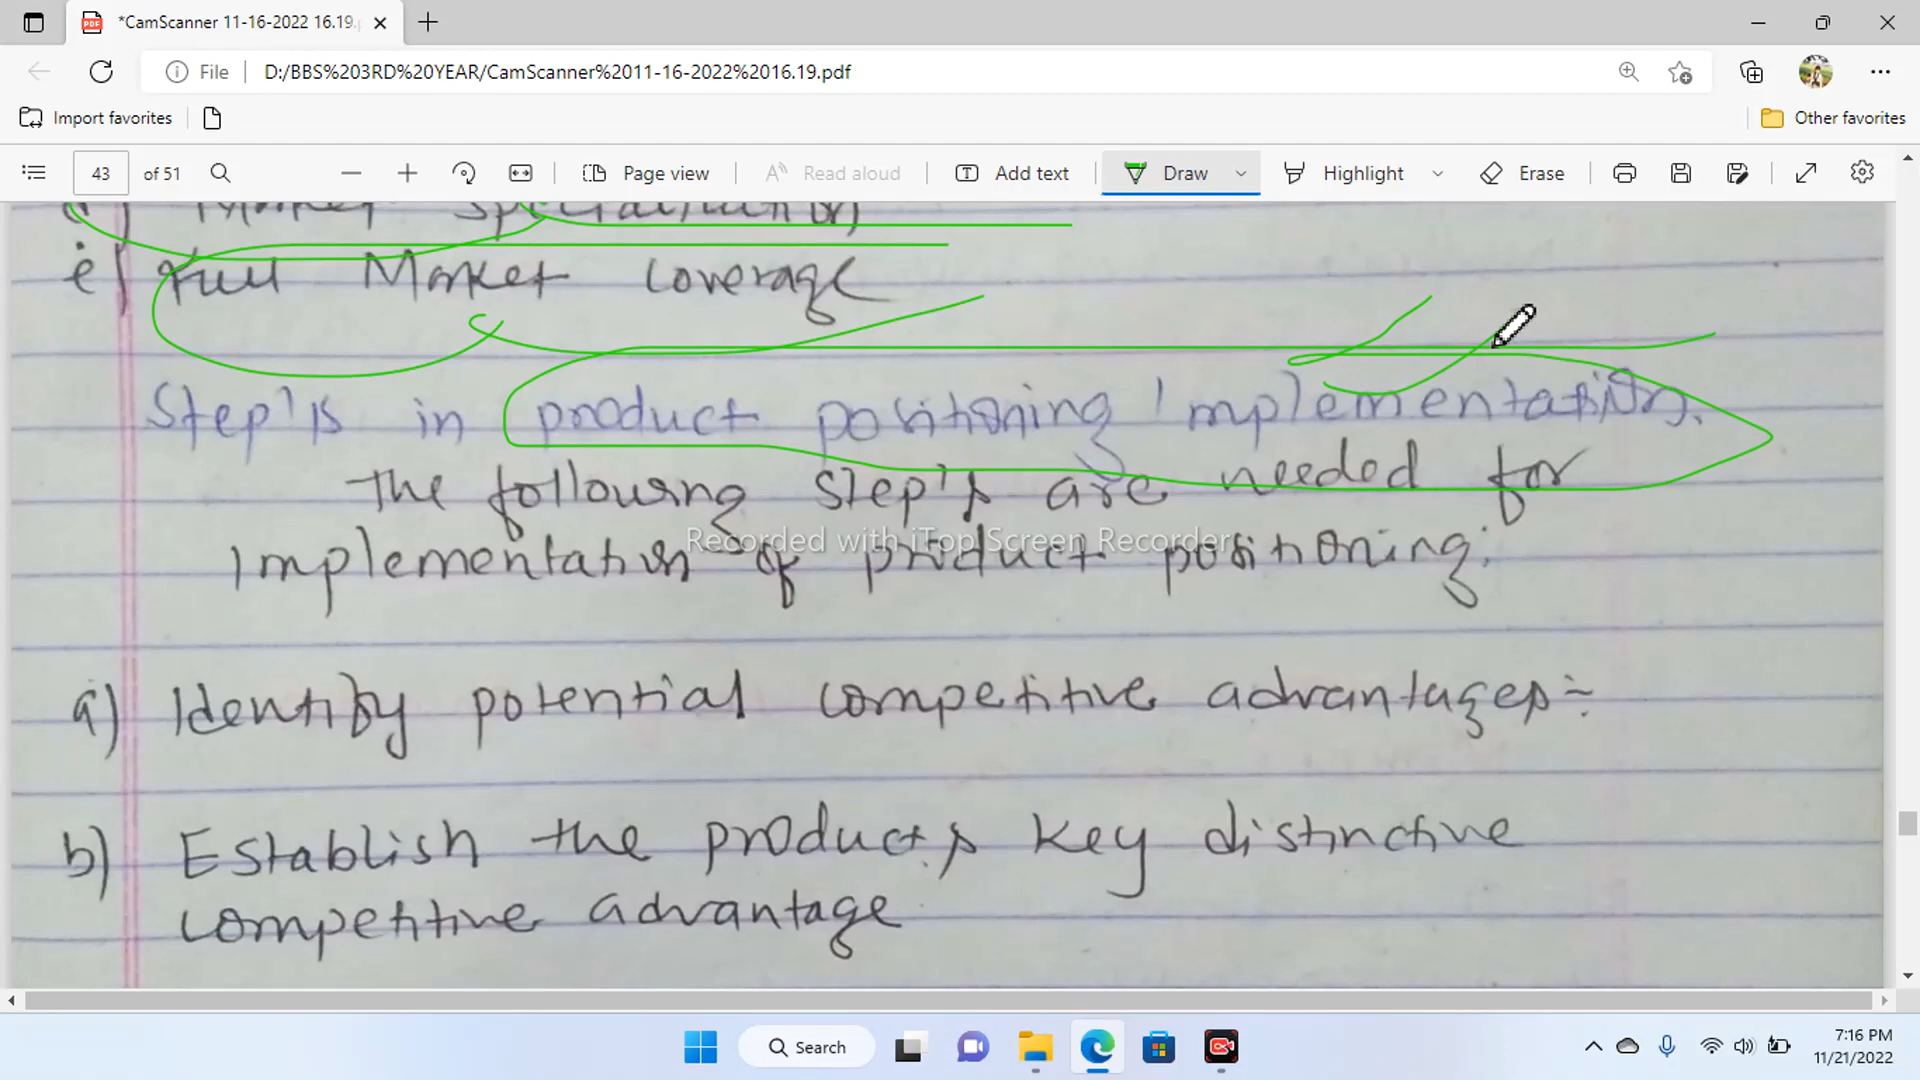 *CamScanner 11-16-2022 16.19.
File D:/BBS%203RD%20YEAR/CamScanner%2011-16-2022%2016.19.pdf
Import favorites Other favorites
43 of 51 Page view Read aloud Add text Draw Highlight Erase
d) Market Specialization
e) Full Market Coverage
Step's in product positioning Implementation.
The following step's are needed for
Implementation of product positioning:
Recorded with iTop Screen Recorder
a) Identify potential competitive advantages:-
b) Establish the product,s key distinctive
competitive advantage
Search
7:16 PM
11/21/2022